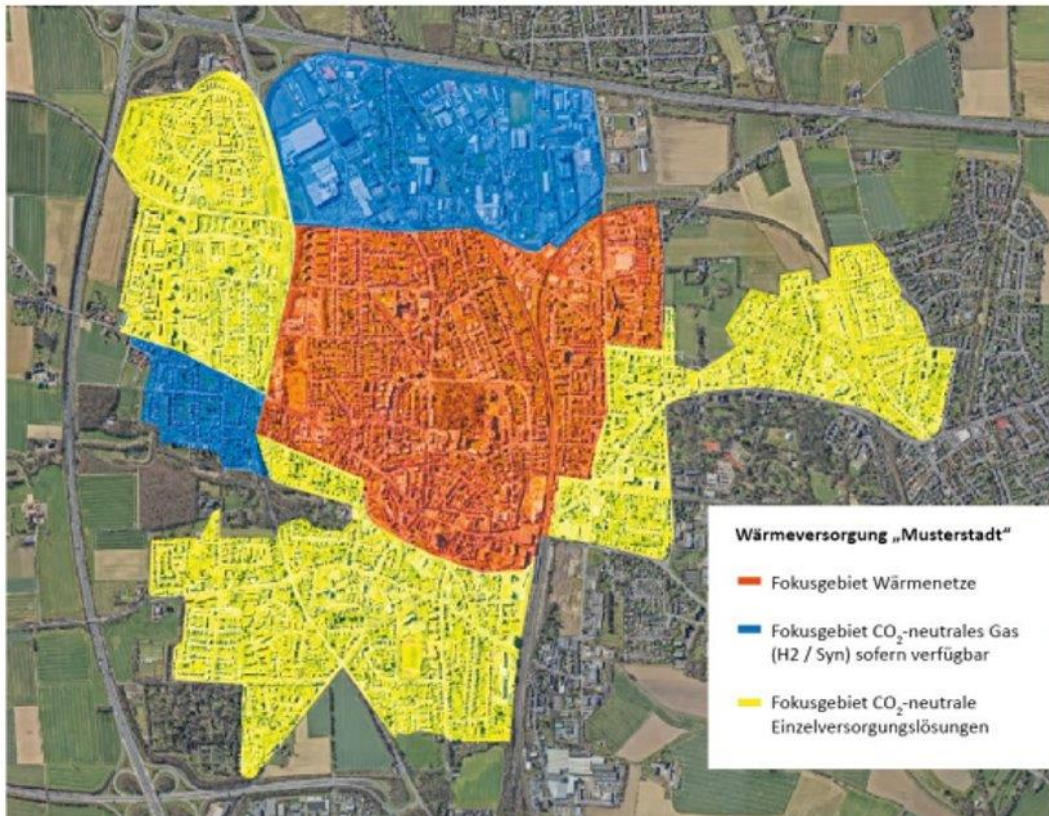 Wärmeversorgung „Musterstadt“
Fokusgebiet Wärmenetze
Fokusgebiet CO₂-neutrales Gas
(H2 / Syn) sofern verfügbar
Fokusgebiet CO₂-neutrale
Einzelversorgungslösungen